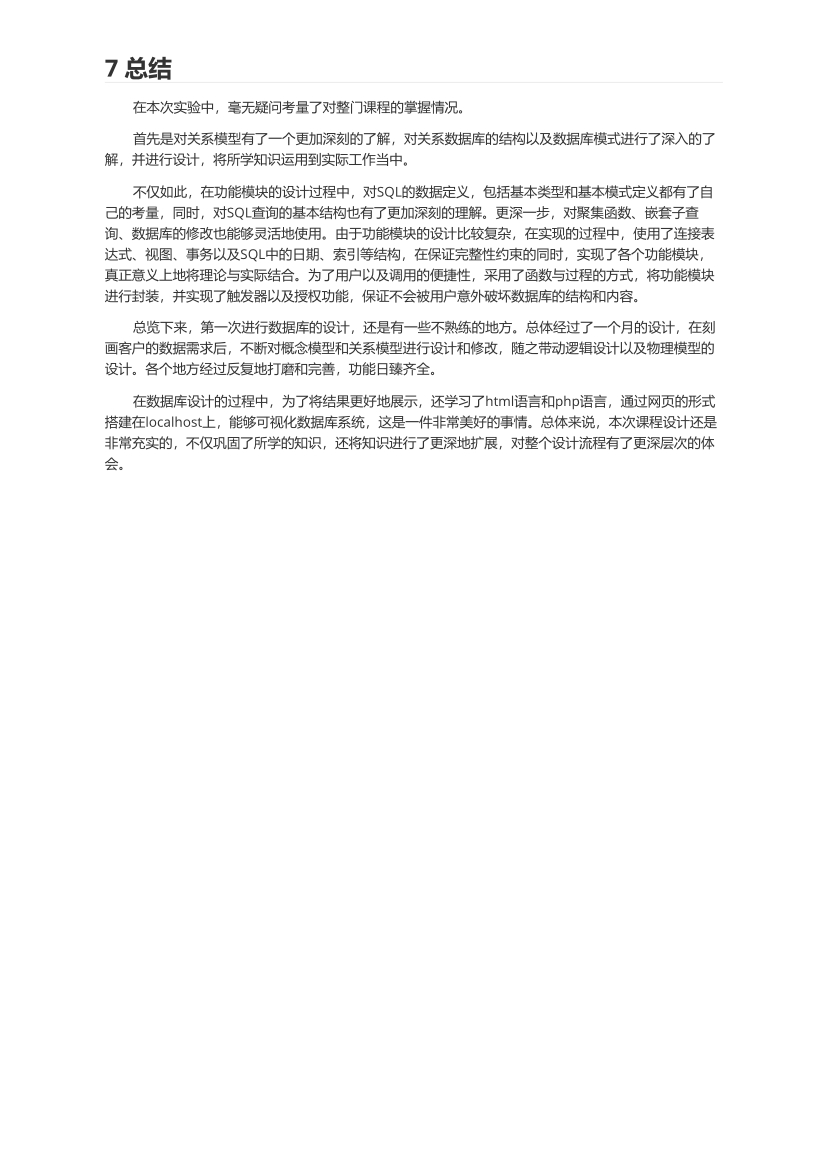 7 总结
在本次实验中，毫无疑问考量了对整门课程的掌握情况。
首先是对关系模型有了一个更加深刻的了解，对关系数据库的结构以及数据库模式进行了深入的了
解，并进行设计，将所学知识运用到实际工作当中。
不仅如此，在功能模块的设计过程中，对SQL的数据定义，包括基本类型和基本模式定义都有了自
己的考量，同时，对SQL查询的基本结构也有了更加深刻的理解。更深一步，对聚集函数、嵌套子查
询、数据库的修改也能够灵活地使用。由于功能模块的设计比较复杂，在实现的过程中，使用了连接表
达式、视图、事务以及SQL中的日期、索引等结构，在保证完整性约束的同时，实现了各个功能模块，
真正意义上地将理论与实际结合。为了用户以及调用的便捷性，采用了函数与过程的方式，将功能模块
进行封装，并实现了触发器以及授权功能，保证不会被用户意外破坏数据库的结构和内容。
总览下来，第一次进行数据库的设计，还是有一些不熟练的地方。总体经过了一个月的设计，在刻
画客户的数据需求后，不断对概念模型和关系模型进行设计和修改，随之带动逻辑设计以及物理模型的
设计。各个地方经过反复地打磨和完善，功能日臻齐全。
在数据库设计的过程中，为了将结果更好地展示，还学习了html语言和php语言，通过网页的形式
搭建在localhost上，能够可视化数据库系统，这是一件非常美好的事情。总体来说，本次课程设计还是
非常充实的，不仅巩固了所学的知识，还将知识进行了更深地扩展，对整个设计流程有了更深层次的体
会。